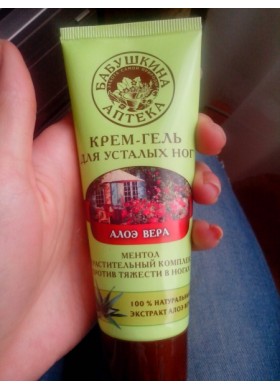 БАБУШКИНА
АПТЕКА
КРЕМ-ГЕЛЬ
ДЛЯ УСТАЛЫХ НОГ
АЛОЭ ВЕРА
МЕНТОЛ
РАСТИТЕЛЬНЫЙ КОМПЛЕКС
ПРОТИВ ТЯЖЕСТИ В НОГАХ
100 % НАТУРАЛЬНЫЙ
ЭКСТРАКТ АЛОЭ